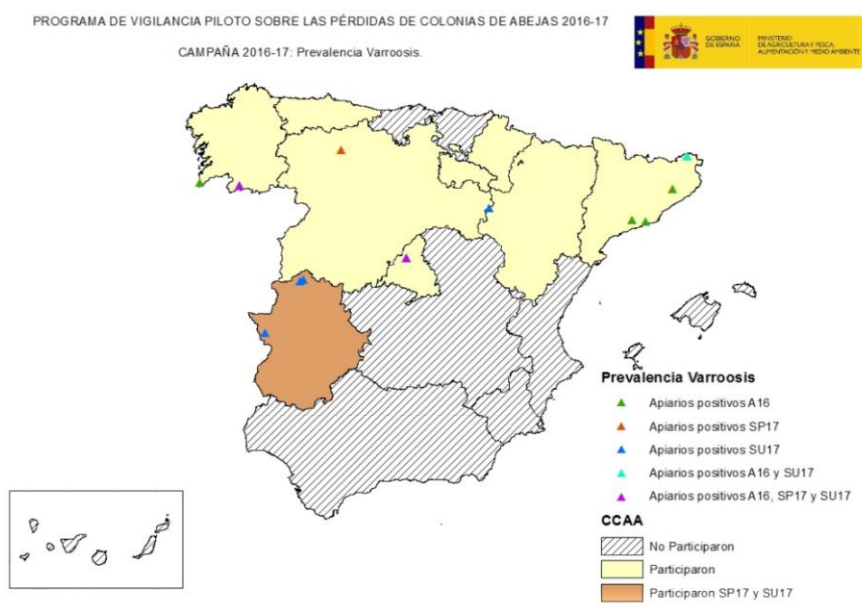 PROGRAMA DE VIGILANCIA PILOTO SOBRE LAS PÉRDIDAS DE COLONIAS DE ABEJAS 2016-17
CAMPAÑA 2016-17: Prevalencia Varroosis.
GOBIERNO
DE ESPAÑA
MINISTERIO
DE AGRICULTURA Y PESCA,
ALIMENTACIÓN Y MEDIO AMBIENTE
Prevalencia Varroosis
Apiarios positivos A16
Apiarios positivos SP17
Apiarios positivos SU17
Apiarios positivos A16 y SU17
Apiarios positivos A16, SP17 y SU17
CCAA
No Participaron
Participaron
Participaron SP17 y SU17